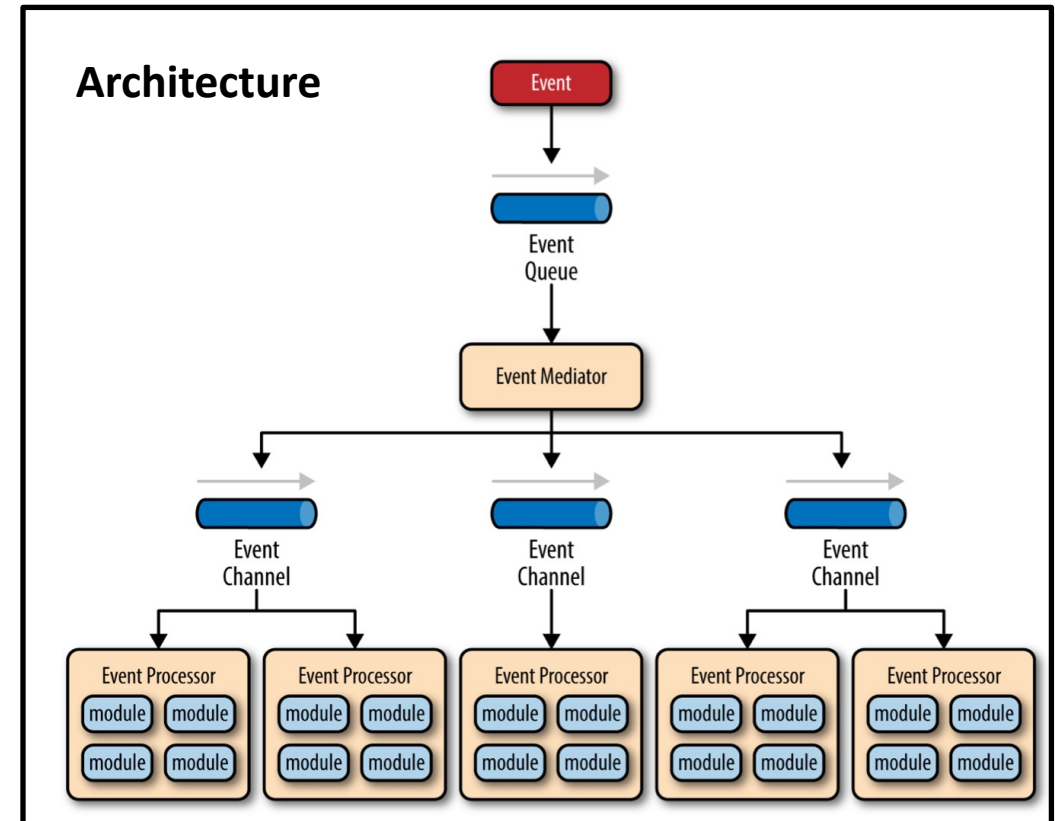 Architecture
Event
Event
Queue
Event Mediator
Event
Channel
Event
Channel
Event
Channel
Event Processor
module module
module module
Event Processor
module module
module module
Event Processor
module module
module module
Event Processor
module module
module module
Event Processor
module module
module module